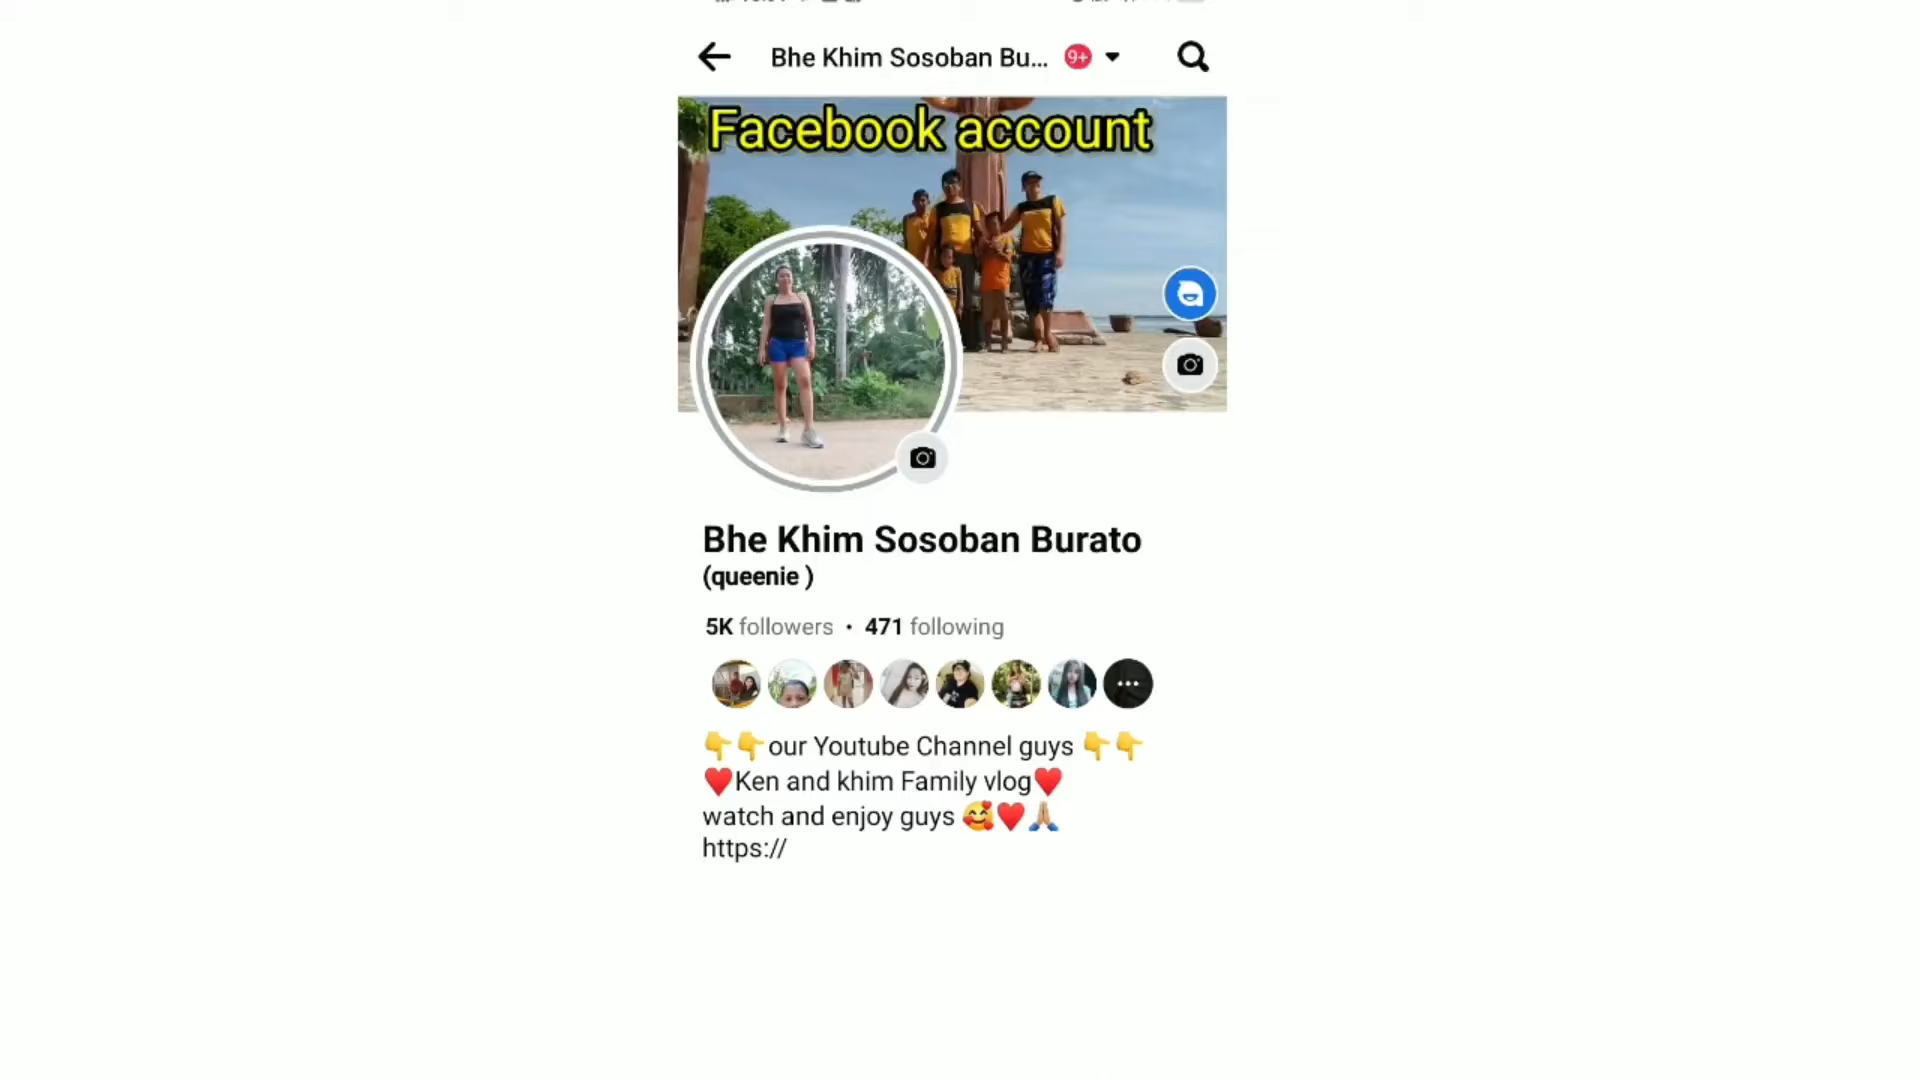 Bhe Khim Sosoban Bu... 9+
Facebook account
Bhe Khim Sosoban Burato
(queenie )
5K followers • 471 following
👇👇our Youtube Channel guys 👇👇
❤️Ken and khim Family vlog❤️
watch and enjoy guys 🥰❤️🙏🏼
https://